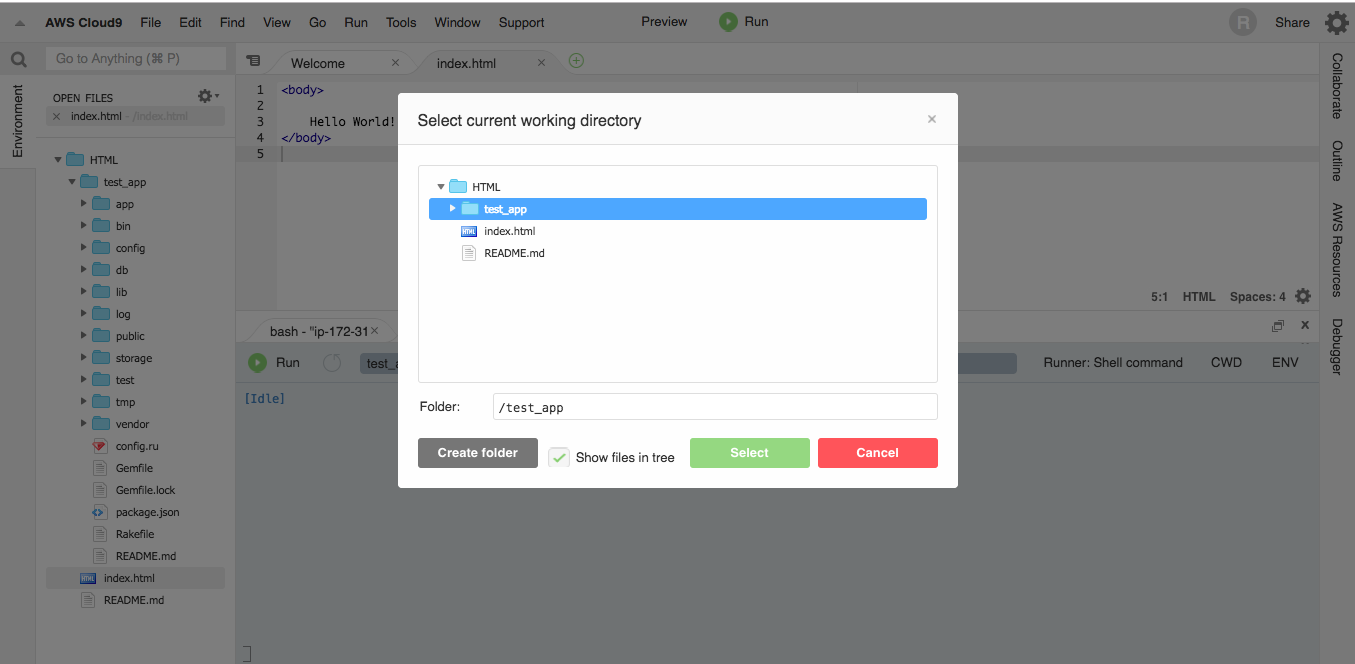 AWS Cloud9 File Edit Find View Go Run Tools Window Support Preview Run R Share
Go to Anything (⌘ P)
Welcome
index.html
Environment
OPEN FILES
index.html - /index.html
HTML
test_app
app
bin
config
db
lib
log
public
storage
test
tmp
vendor
config.ru
Gemfile
Gemfile.lock
package.json
Rakefile
README.md
index.html
README.md
1 <body>
2
3 Hello World!
4 </body>
5
5:1 HTML Spaces: 4
bash - "ip-172-31
Run test_a Runner: Shell command CWD ENV
[Idle]
Select current working directory
HTML
test_app
HTML index.html
README.md
Folder: /test_app
Create folder Show files in tree Select Cancel
Collaborate
Outline
AWS Resources
Debugger